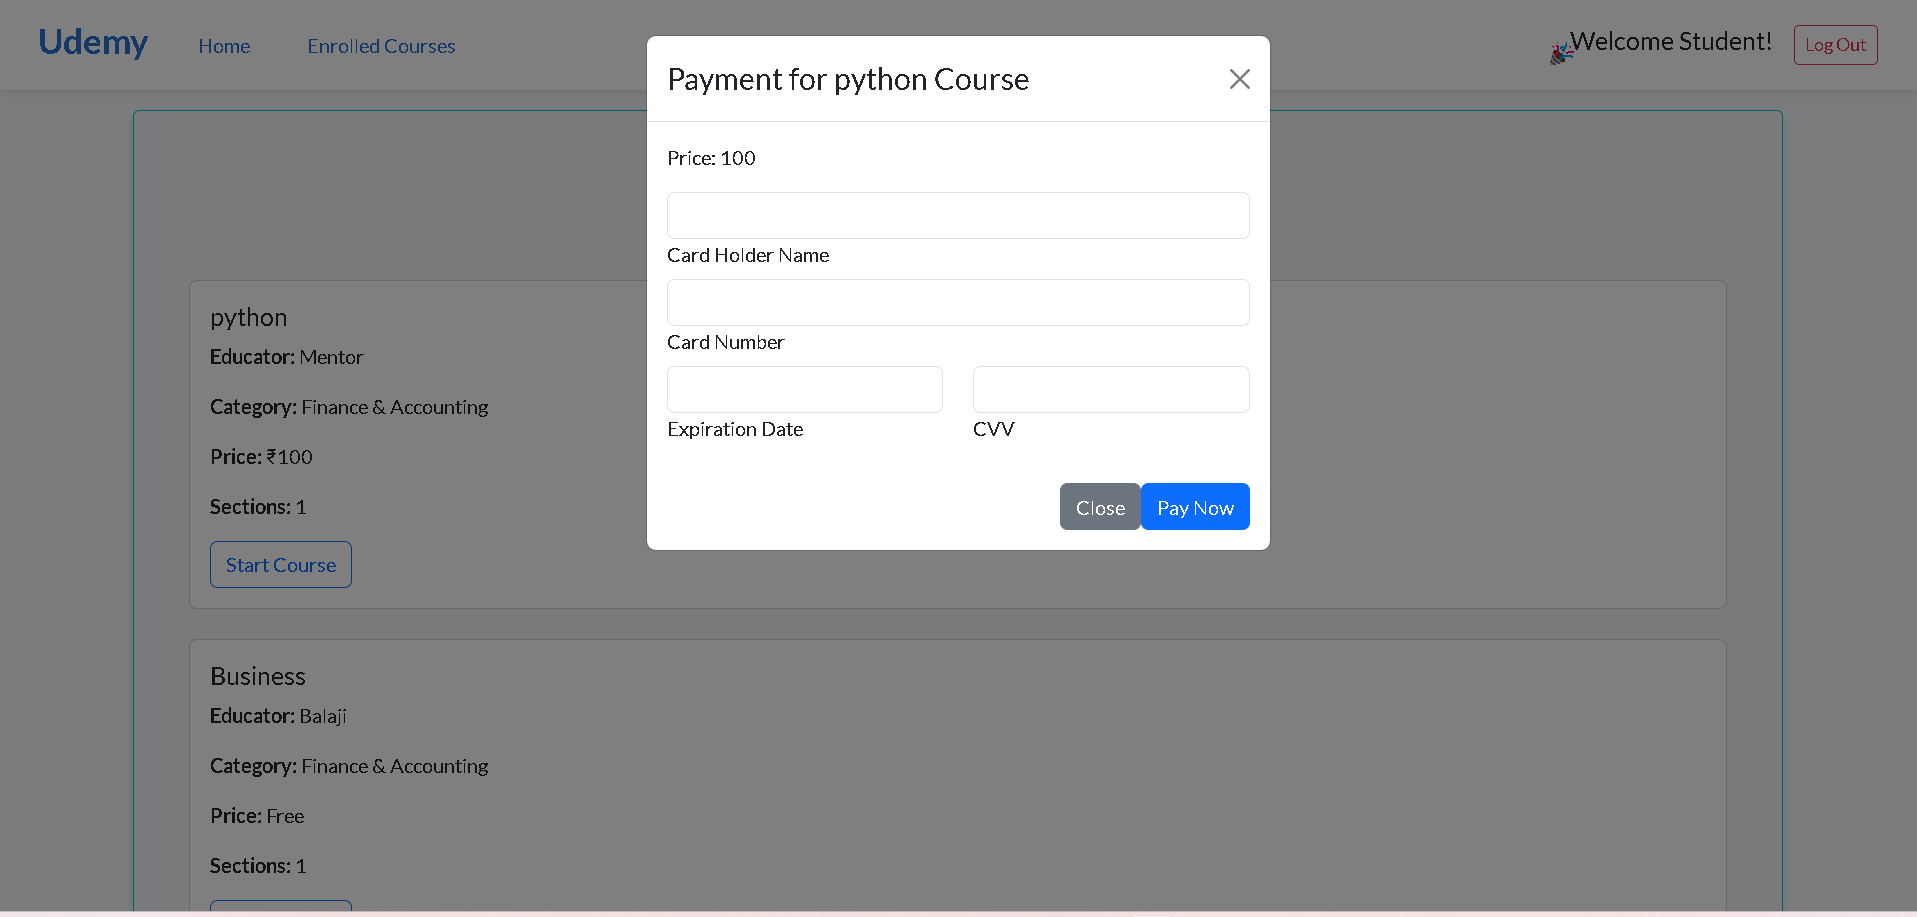 Udemy
Home
Enrolled Courses
🎉Welcome Student!
Log Out
Payment for python Course
Price: 100
Card Holder Name
Card Number
Expiration Date
CVV
Close
Pay Now
python
Educator: Mentor
Category: Finance & Accounting
Price: ₹100
Sections: 1
Start Course
Business
Educator: Balaji
Category: Finance & Accounting
Price: Free
Sections: 1